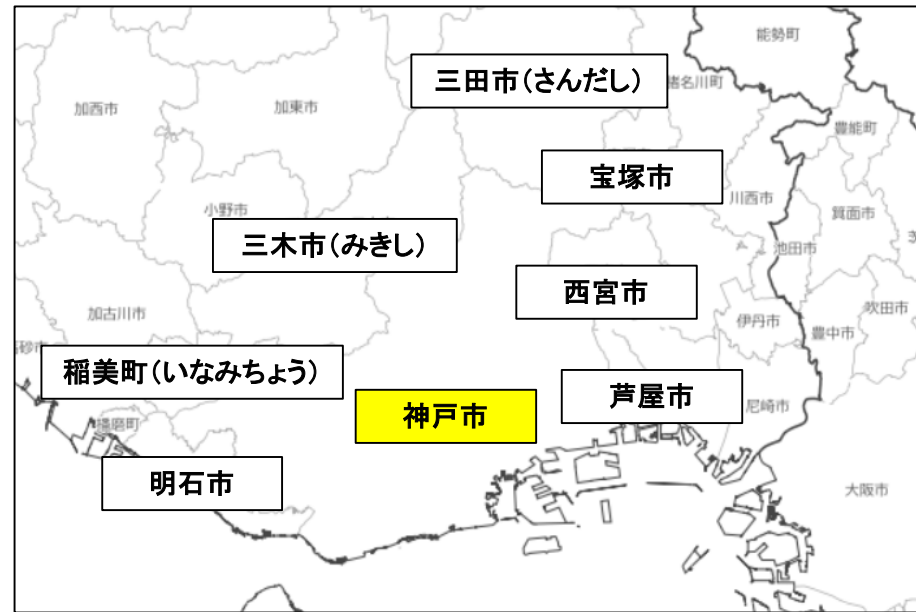 能勢町
三田市(さんだし)
猪名川町
加西市
加東市
豊能町
宝塚市
川西市
小野市
箕面市
三木市(みきし)
池田市
西宮市
加古川市
伊丹市
吹田市
豊中市
稲美町(いなみちょう)
神戸市
芦屋市
尼崎市
播磨町
明石市
大阪市